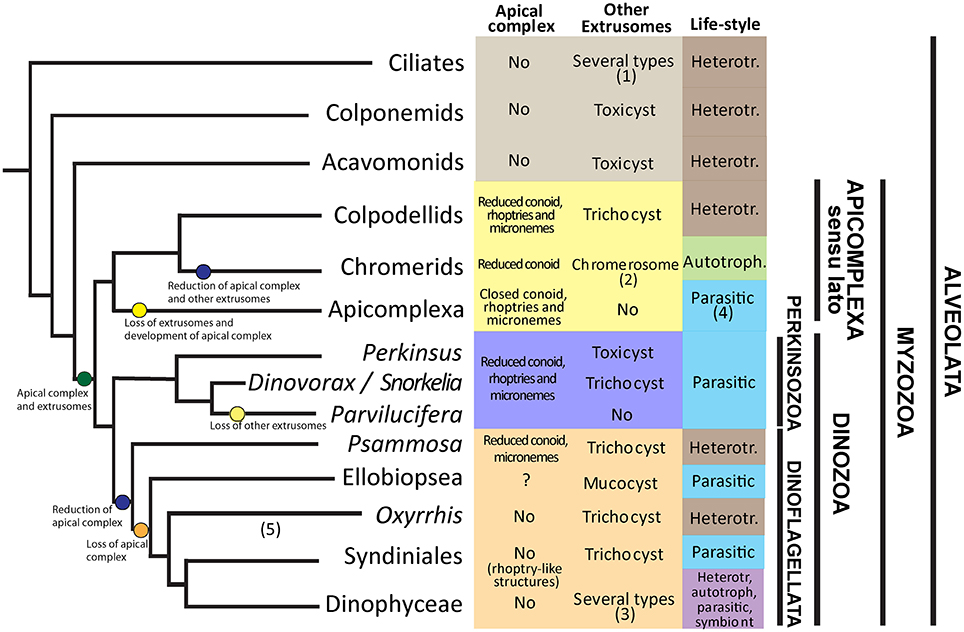 Apical
complex
Other
Extrusomes
Life-style
Ciliates
No
Several types
(1)
Heterotr.
Colponemids
No
Toxicyst
Heterotr.
Acavomonids
No
Toxicyst
Heterotr.
Colpodellids
Reduced conoid,
rhoptries and
micronemes
Trichocyst
Heterotr.
Chromerids
Reduced conoid
Chromerosome
(2)
Autotroph.
Reduction of apical complex
and other extrusomes
Apicomplexa
Closed conoid,
rhoptries and
micronemes
No
Parasitic
(4)
Loss of extrusomes and
development of apical complex
Perkinsus
Toxicyst
Reduced conoid,
rhoptries and
micronemes
Dinovorax / Snorkelia
Trichocyst
Parasitic
Apical complex
and extrusomes
Parvilucifera
No
Loss of other extrusomes
Psammosa
Reduced conoid,
micronemes
Trichocyst
Heterotr.
Ellobiopsea
?
Mucocyst
Parasitic
Reduction of
apical complex
Oxyrrhis
No
Trichocyst
Heterotr.
(5)
Loss of apical
complex
Syndiniales
No
(rhoptry-like
structures)
Trichocyst
Parasitic
Dinophyceae
No
Several types
(3)
Heterotr,
autotroph,
parasitic,
symbiont
PERKINSOZOA
DINOFLAGELLATA
APICOMPLEXA
sensu lato
DINOZOA
MYZOZOA
ALVEOLATA